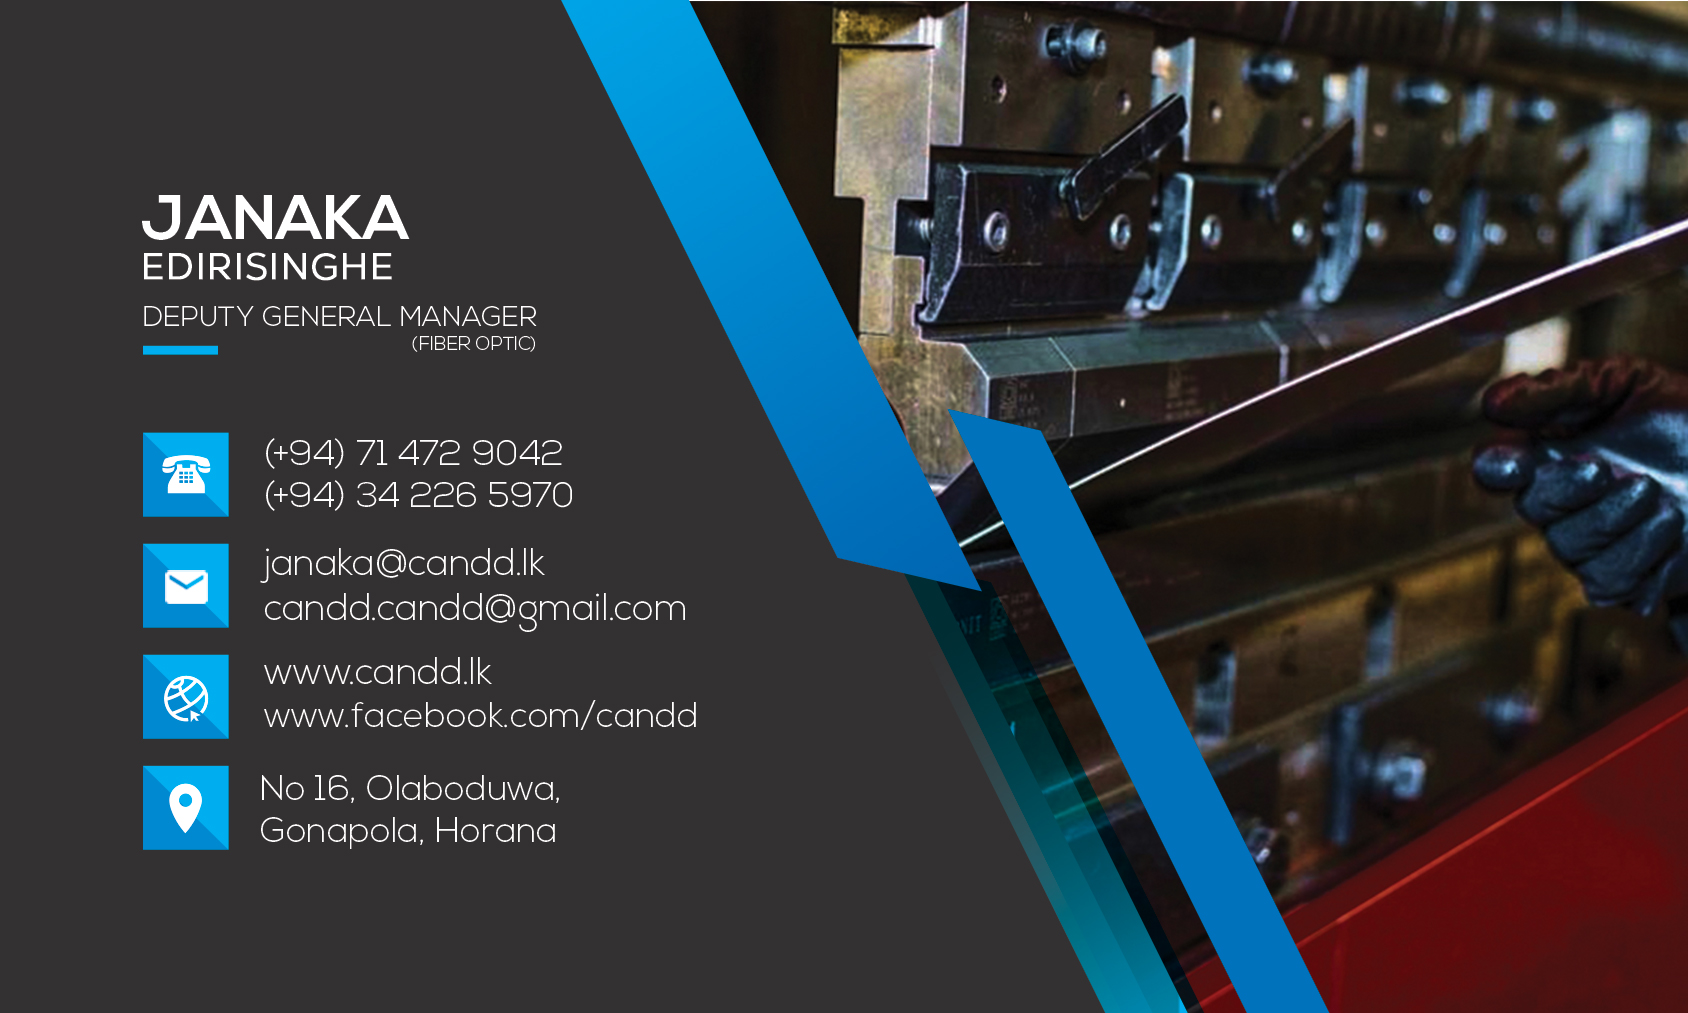 JANAKA
EDIRISINGHE
DEPUTY GENERAL MANAGER
(FIBER OPTIC)
(+94) 71 472 9042
(+94) 34 226 5970
janaka@candd.lk
candd.candd@gmail.com
www.candd.lk
www.facebook.com/candd
No 16, Olaboduwa,
Gonapola, Horana